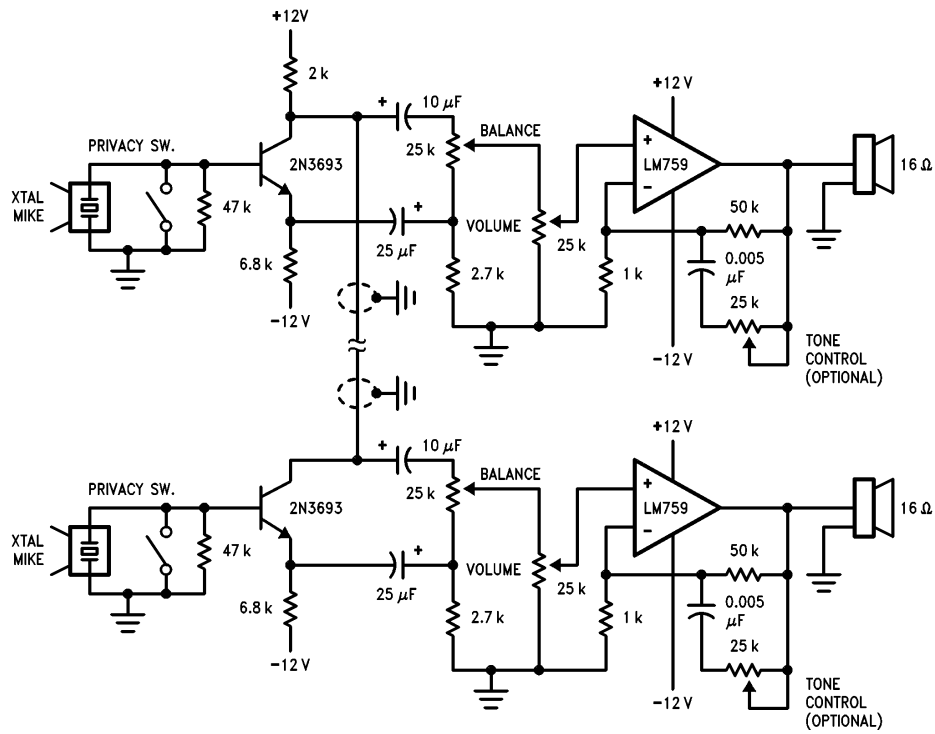 +12V
2 k
+
10 µF
+12 V
PRIVACY SW.
BALANCE
25 k
+
LM759
16 Ω
2N3693
−
XTAL
MIKE
47 k
+
VOLUME
50 k
25 k
25 µF
6.8 k
2.7 k
1 k
0.005
µF
25 k
−12 V
−12 V
TONE
CONTROL
(OPTIONAL)
+12 V
+
10 µF
PRIVACY SW.
BALANCE
25 k
+
LM759
16 Ω
2N3693
−
XTAL
MIKE
47 k
+
VOLUME
50 k
25 k
25 µF
6.8 k
2.7 k
1 k
0.005
µF
25 k
−12 V
−12 V
TONE
CONTROL
(OPTIONAL)